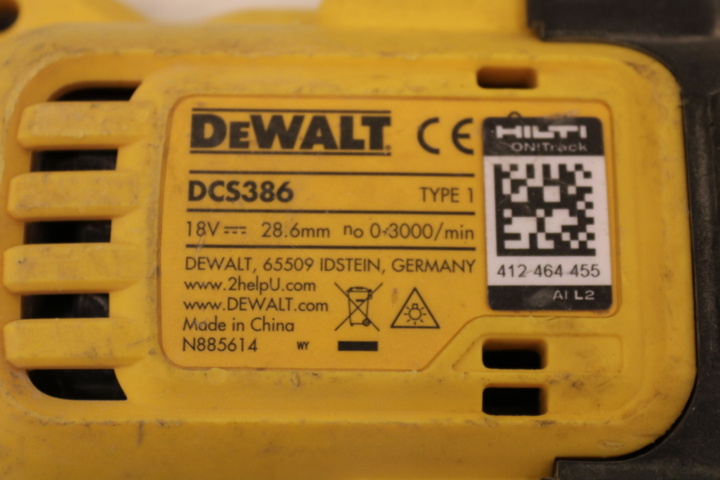 DEWALT CE
DCS386 TYPE 1
18V 28.6mm no 0-3000/min
DEWALT, 65509 IDSTEIN, GERMANY
www.2helpU.com
www.DEWALT.com
Made in China
N885614 WY
HILTI
ON!Track
412 464 455
AI L2